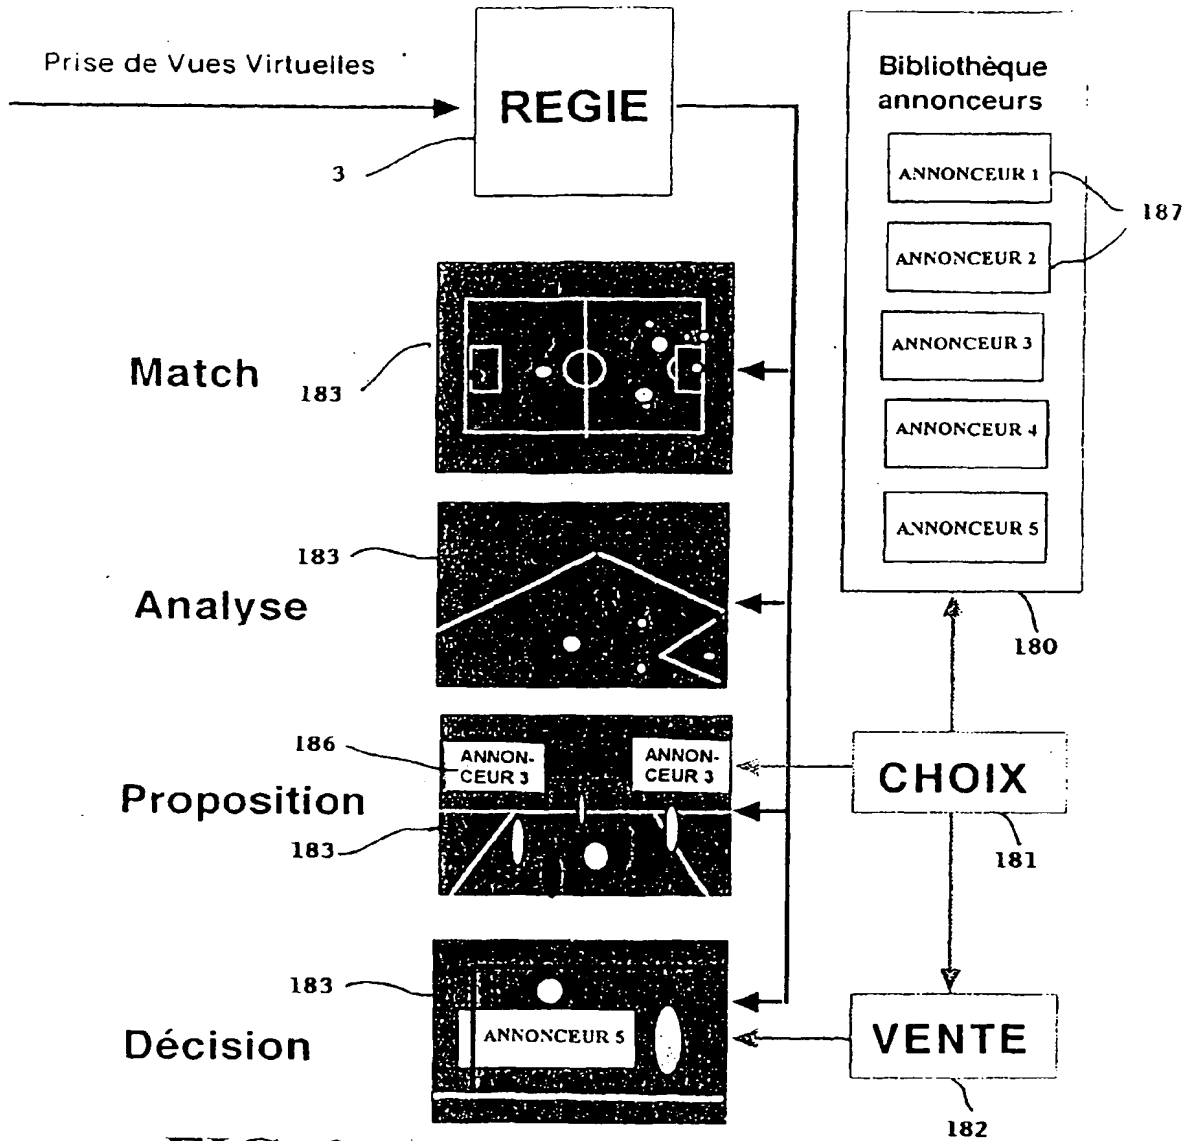 Prise de Vues Virtuelles
REGIE
3
Bibliothèque
annonceurs
ANNONCEUR 1
187
ANNONCEUR 2
ANNONCEUR 3
ANNONCEUR 4
ANNONCEUR 5
180
Match
183
183
Analyse
186
ANNON-
CEUR 3
ANNON-
CEUR 3
Proposition
183
CHOIX
181
183
Décision
ANNONCEUR 5
VENTE
182